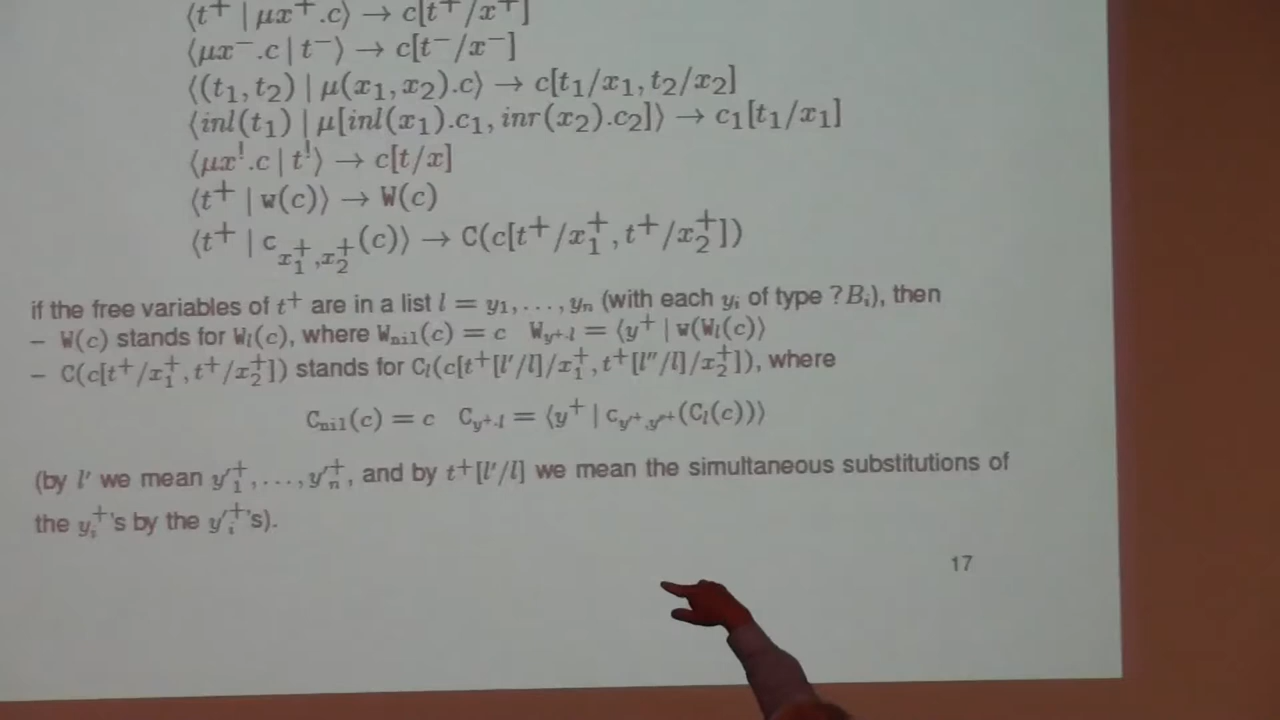 ⟨t⁺ | μx⁺.c⟩ → c[t⁺/x⁺]
⟨μx⁻.c | t⁻⟩ → c[t⁻/x⁻]
⟨(t₁, t₂) | μ(x₁, x₂).c⟩ → c[t₁/x₁, t₂/x₂]
⟨inl(t₁) | μ[inl(x₁).c₁, inr(x₂).c₂]⟩ → c₁[t₁/x₁]
⟨μx!.c | t!⟩ → c[t/x]
⟨t⁺ | w(c)⟩ → W(c)
⟨t⁺ | c_{x₁⁺,x₂⁺}(c)⟩ → C(c[t⁺/x₁⁺, t⁺/x₂⁺])
if the free variables of t⁺ are in a list l = y₁, . . . , yₙ (with each yᵢ of type ?Bᵢ), then
– W(c) stands for W_l(c), where W_nil(c) = c W_{y⁺·l} = ⟨y⁺ | w(W_l(c)⟩
– C(c[t⁺/x₁⁺, t⁺/x₂⁺]) stands for C_l(c[t⁺[l′/l]/x₁⁺, t⁺[l″/l]/x₂⁺]), where
C_nil(c) = c C_{y⁺·l} = ⟨y⁺ | c_{y′⁺,y″⁺}(C_l(c))⟩
(by l′ we mean y′₁⁺, . . . , y′ₙ⁺, and by t⁺[l′/l] we mean the simultaneous substitutions of
the yᵢ⁺'s by the y′ᵢ⁺'s).
17